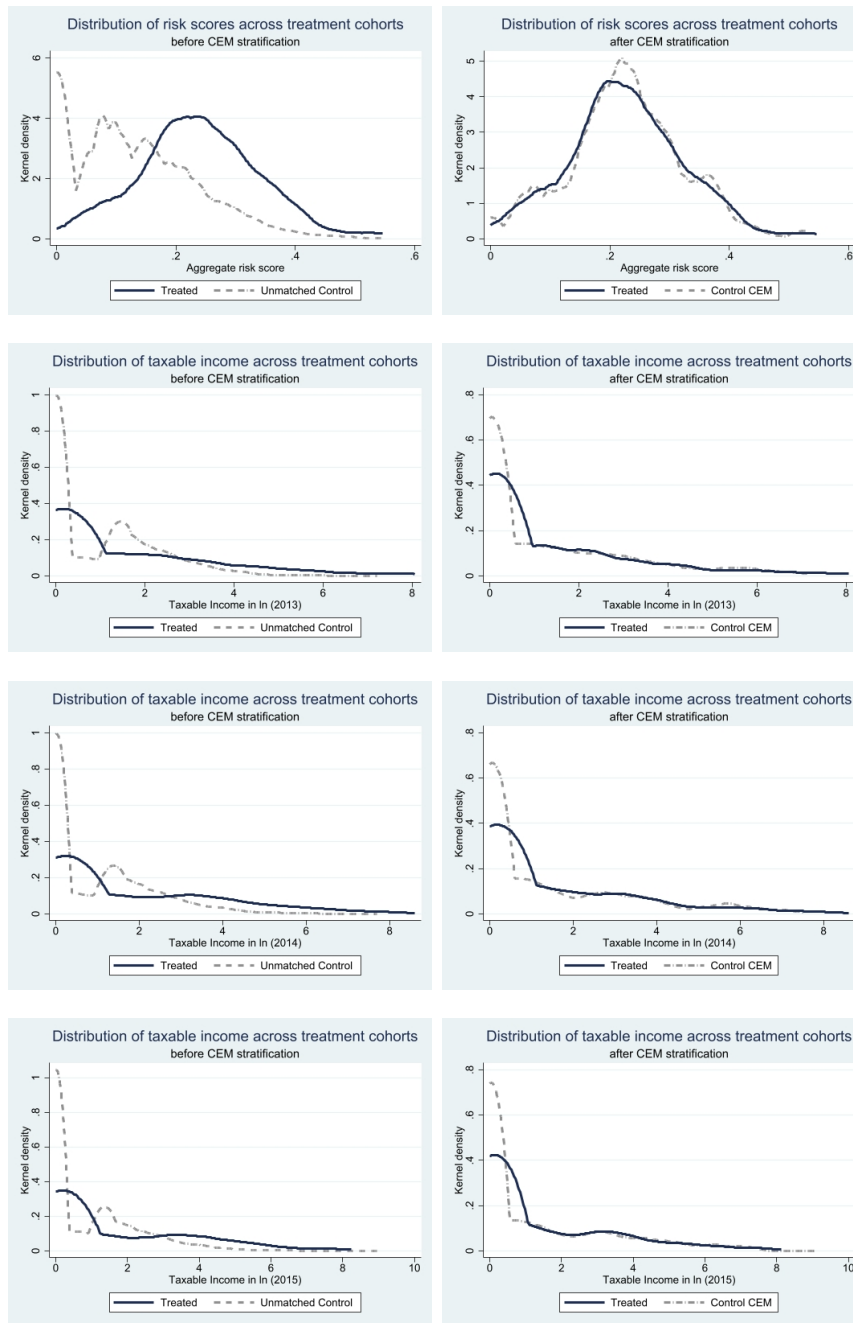 Distribution of risk scores across treatment cohorts
before CEM stratification
Kernel density
0 2 4 6
0 .2 .4 .6
Aggregate risk score
Treated Unmatched Control
Distribution of risk scores across treatment cohorts
after CEM stratification
Kernel density
0 1 2 3 4 5
0 .2 .4 .6
Aggregate risk score
Treated Control CEM
Distribution of taxable income across treatment cohorts
before CEM stratification
Kernel density
0 .2 .4 .6 .8 1
0 2 4 6 8
Taxable Income in ln (2013)
Treated Unmatched Control
Distribution of taxable income across treatment cohorts
after CEM stratification
Kernel density
0 .2 .4 .6 .8
0 2 4 6 8
Taxable Income in ln (2013)
Treated Control CEM
Distribution of taxable income across treatment cohorts
before CEM stratification
Kernel density
0 .2 .4 .6 .8 1
0 2 4 6 8
Taxable Income in ln (2014)
Treated Unmatched Control
Distribution of taxable income across treatment cohorts
after CEM stratification
Kernel density
0 .2 .4 .6 .8
0 2 4 6 8
Taxable Income in ln (2014)
Treated Control CEM
Distribution of taxable income across treatment cohorts
before CEM stratification
Kernel density
0 .2 .4 .6 .8 1
0 2 4 6 8 10
Taxable Income in ln (2015)
Treated Unmatched Control
Distribution of taxable income across treatment cohorts
after CEM stratification
Kernel density
0 .2 .4 .6 .8
0 2 4 6 8 10
Taxable Income in ln (2015)
Treated Control CEM